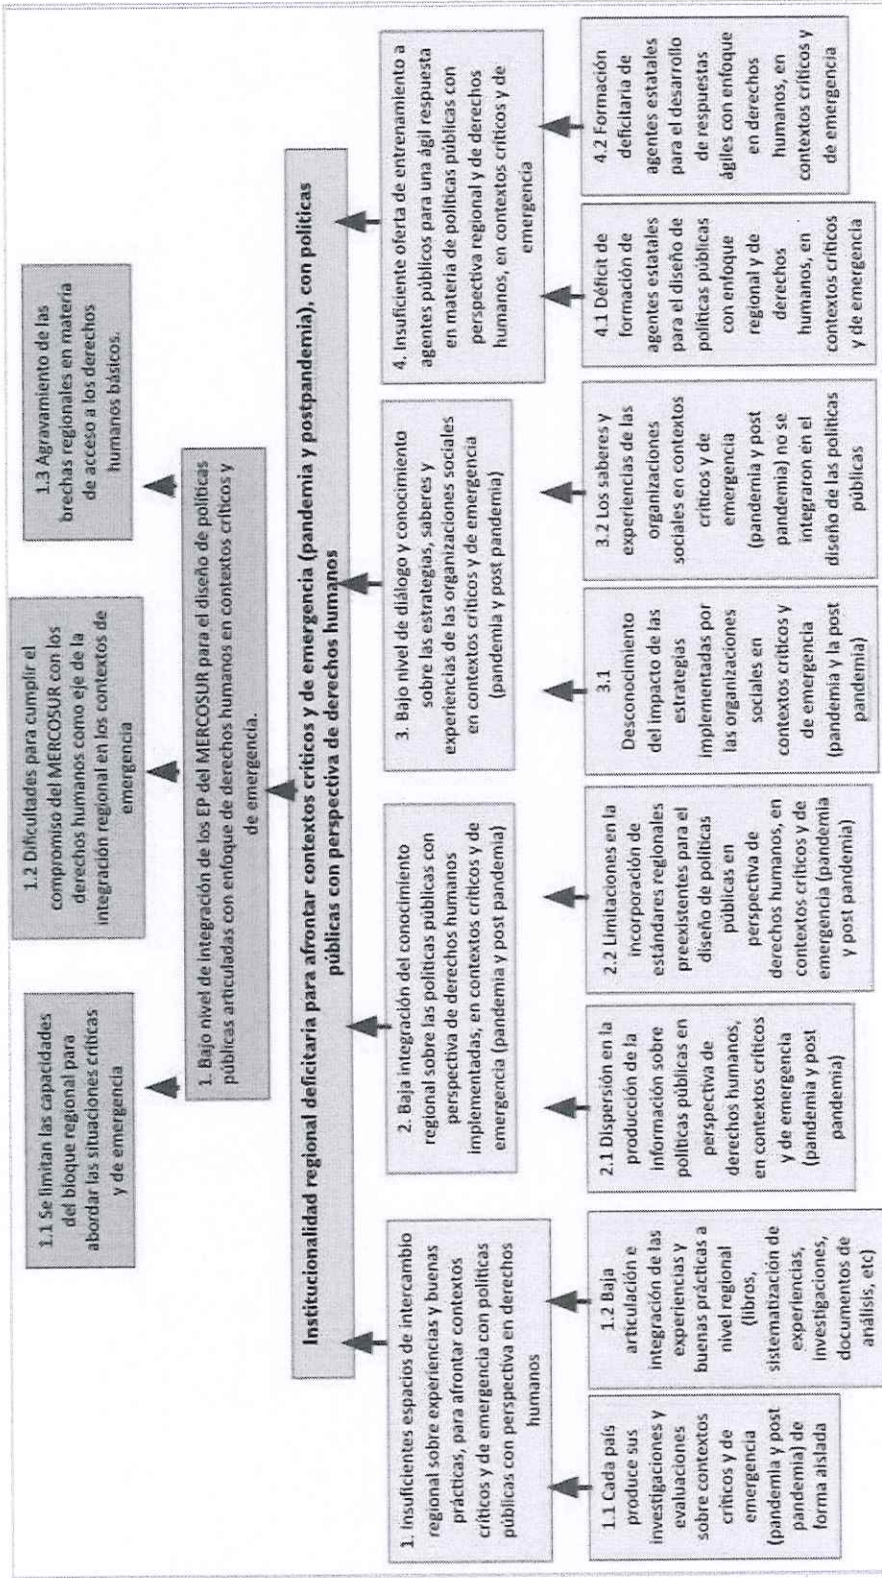 1.1 Se limitan las capacidades
del bloque regional para
abordar las situaciones críticas
y de emergencia
1.2 Dificultades para cumplir el
compromiso del MERCOSUR con los
derechos humanos como eje de la
integración regional en los contextos de
emergencia
1.3 Agravamiento de las
brechas regionales en materia
de acceso a los derechos
humanos básicos.
1. Bajo nivel de Integración de los EP del MERCOSUR para el diseño de políticas
públicas articuladas con enfoque de derechos humanos en contextos críticos y
de emergencia.
Institucionalidad regional deficitaria para afrontar contextos críticos y de emergencia (pandemia y postpandemia), con políticas
públicas con perspectiva de derechos humanos
1. Insuficientes espacios de intercambio
regional sobre experiencias y buenas
prácticas, para afrontar contextos
críticos y de emergencia con políticas
públicas con perspectiva en derechos
humanos
2. Baja integración del conocimiento
regional sobre las políticas públicas con
perspectiva de derechos humanos
implementadas, en contextos críticos y de
emergencia (pandemia y post pandemia)
3. Bajo nivel de diálogo y conocimiento
sobre las estrategias, saberes y
experiencias de las organizaciones sociales
en contextos críticos y de emergencia
(pandemia y post pandemia)
4. Insuficiente oferta de entrenamiento a
agentes públicos para una ágil respuesta
en materia de políticas públicas con
perspectiva regional y de derechos
humanos, en contextos críticos y de
emergencia
1.1 Cada país
produce sus
investigaciones y
evaluaciones
sobre contextos
críticos y de
emergencia
(pandemia y post
pandemia) de
forma aislada
1.2 Baja
articulación e
integración de las
experiencias y
buenas prácticas a
nivel regional
(libros,
sistematización de
experiencias,
investigaciones,
documentos de
análisis, etc)
2.1 Dispersión en la
producción de la
información sobre
políticas públicas en
perspectiva de
derechos humanos,
en contextos críticos
y de emergencia
(pandemia y post
pandemia)
2.2 Limitaciones en la
incorporación de
estándares regionales
preexistentes para el
diseño de políticas
públicas en
perspectiva de
derechos humanos, en
contextos críticos y de
emergencia (pandemia
y post pandemia)
3.1
Desconocimiento
del impacto de las
estrategias
implementadas por
las organizaciones
sociales en
contextos críticos y
de emergencia
(pandemia y la post
pandemia)
3.2 Los saberes y
experiencias de las
organizaciones
sociales en contextos
críticos y de
emergencia
(pandemia y post
pandemia) no se
integraron en el
diseño de las políticas
públicas
4.1 Déficit de
formación de
agentes estatales
para el diseño de
políticas públicas
con enfoque
regional y de
derechos
humanos, en
contextos críticos
y de emergencia
4.2 Formación
deficitaria de
agentes estatales
para el desarrollo
de respuestas
ágiles con enfoque
en derechos
humanos, en
contextos críticos y
de emergencia